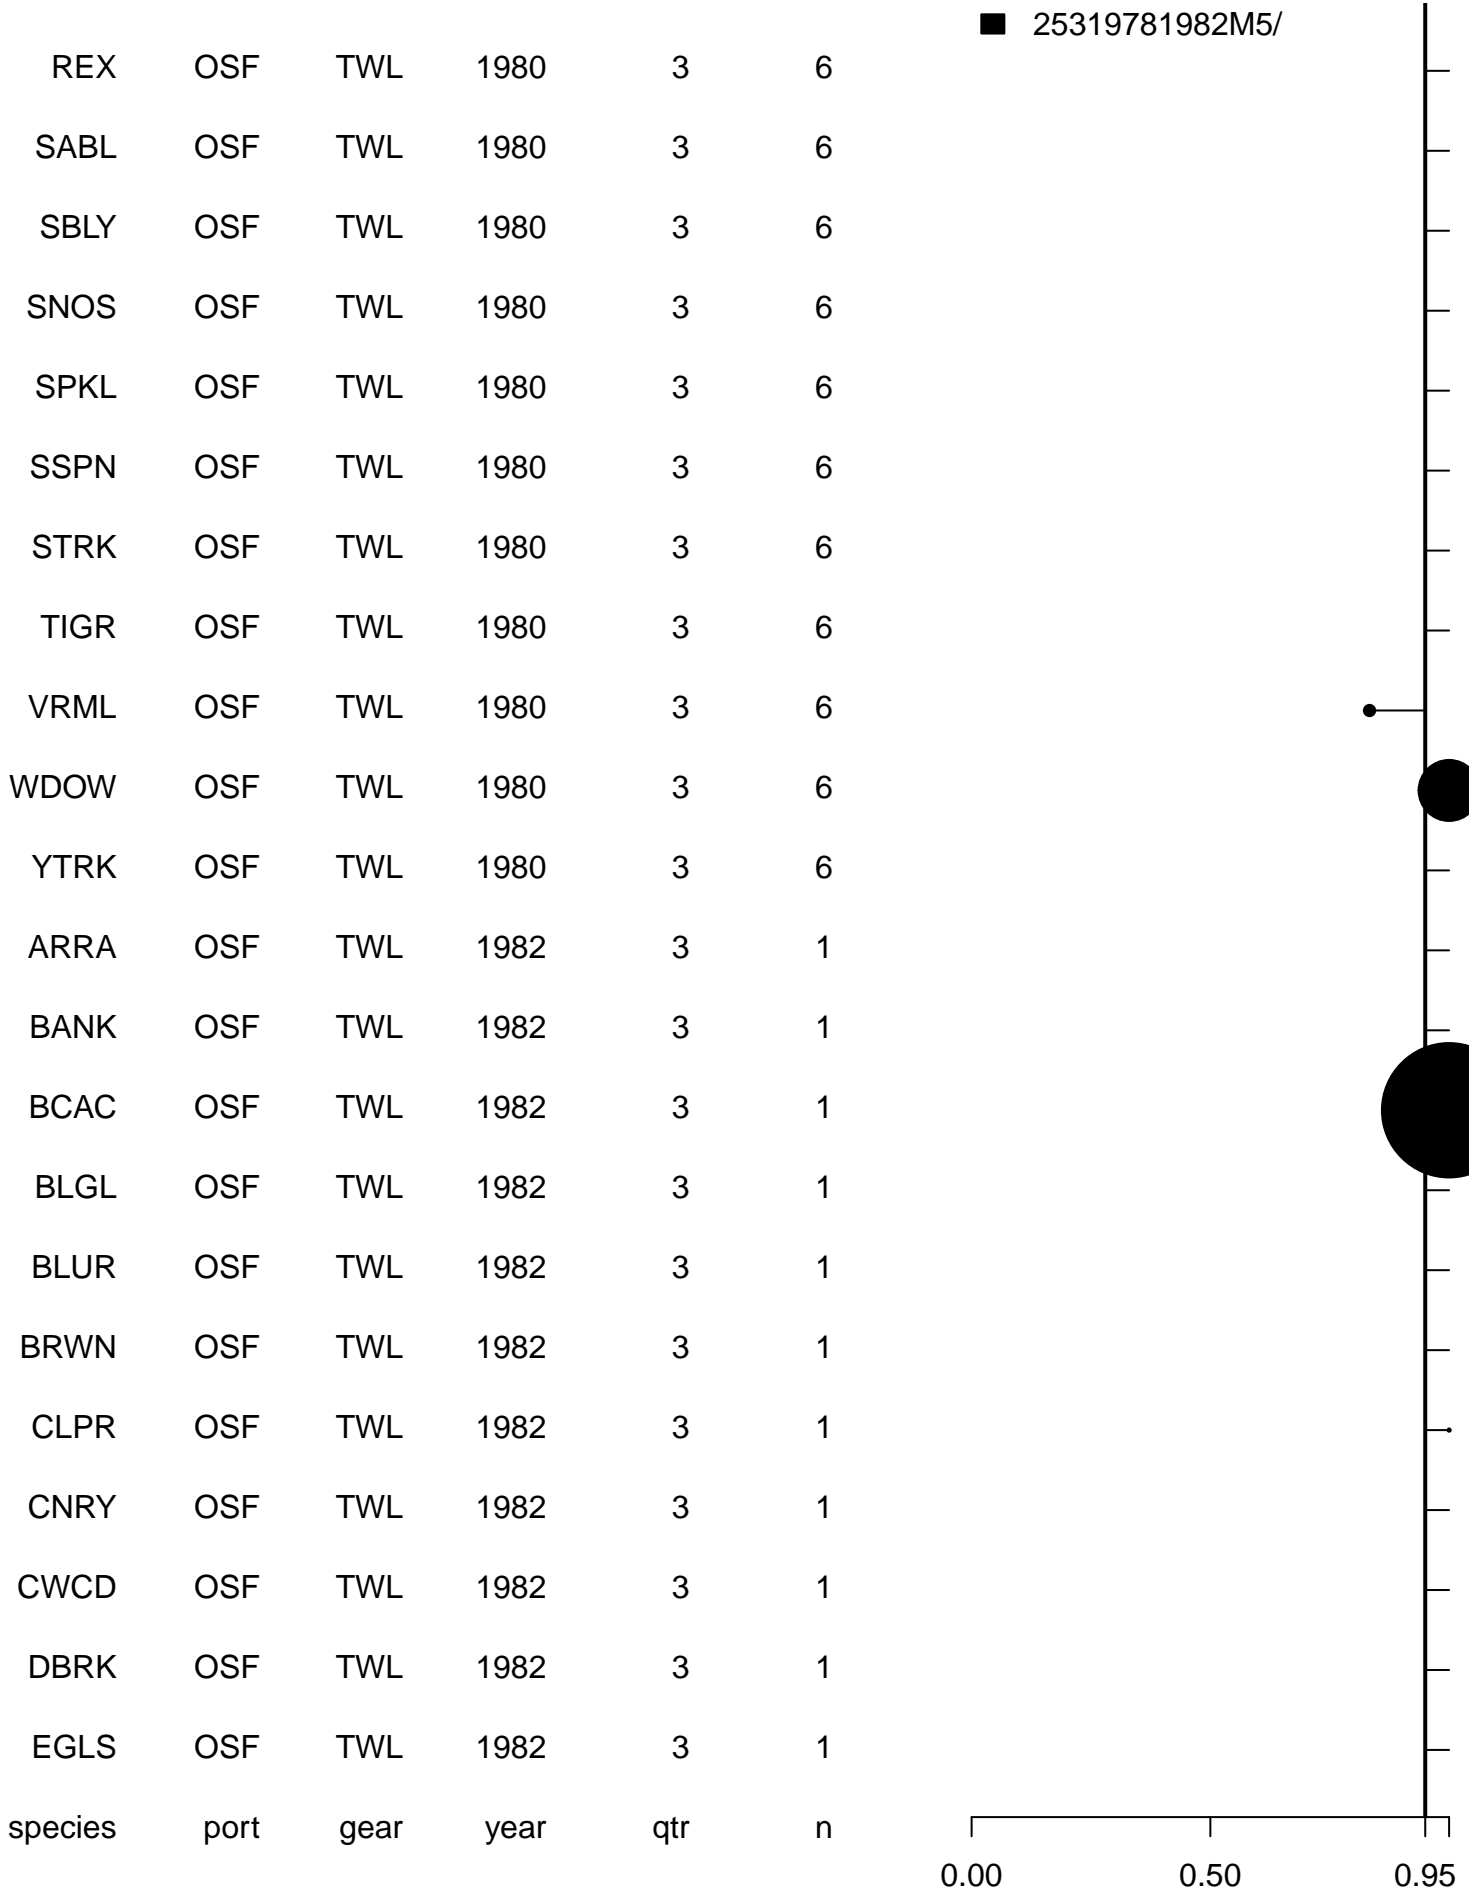 25319781982M5/
REX OSF TWL 1980 3 6
SABL OSF TWL 1980 3 6
SBLY OSF TWL 1980 3 6
SNOS OSF TWL 1980 3 6
SPKL OSF TWL 1980 3 6
SSPN OSF TWL 1980 3 6
STRK OSF TWL 1980 3 6
TIGR OSF TWL 1980 3 6
VRML OSF TWL 1980 3 6
WDOW OSF TWL 1980 3 6
YTRK OSF TWL 1980 3 6
ARRA OSF TWL 1982 3 1
BANK OSF TWL 1982 3 1
BCAC OSF TWL 1982 3 1
BLGL OSF TWL 1982 3 1
BLUR OSF TWL 1982 3 1
BRWN OSF TWL 1982 3 1
CLPR OSF TWL 1982 3 1
CNRY OSF TWL 1982 3 1
CWCD OSF TWL 1982 3 1
DBRK OSF TWL 1982 3 1
EGLS OSF TWL 1982 3 1
species port gear year qtr n
0.00 0.50 0.95